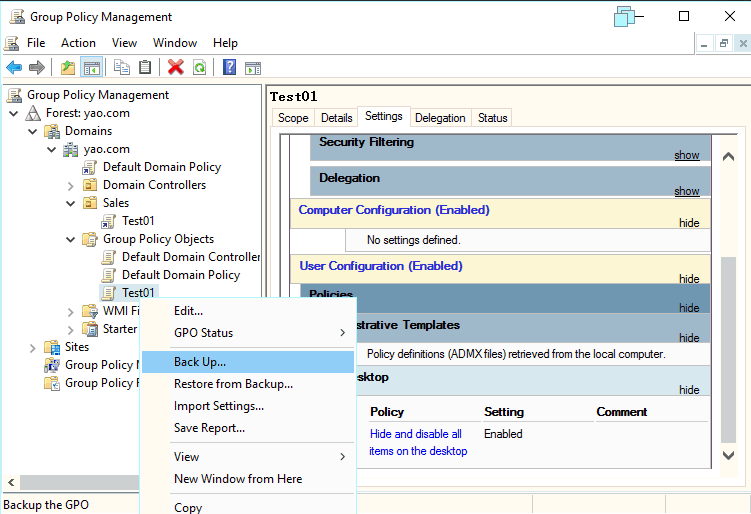 Group Policy Management
File Action View Window Help
Group Policy Management
Forest: yao.com
Domains
yao.com
Default Domain Policy
Domain Controllers
Sales
Test01
Group Policy Objects
Default Domain Controller
Default Domain Policy
Test01
WMI Fi
Starter
Sites
Group Policy M
Group Policy R
Edit...
GPO Status
Back Up...
Restore from Backup...
Import Settings...
Save Report...
View
New Window from Here
Copy
Test01
Scope Details Settings Delegation Status
Security Filtering
show
Delegation
show
Computer Configuration (Enabled)
hide
No settings defined.
User Configuration (Enabled)
hide
Policies
hide
strative Templates
hide
Policy definitions (ADMX files) retrieved from the local computer.
sktop
hide
Policy Setting Comment
Hide and disable all Enabled
items on the desktop
Backup the GPO